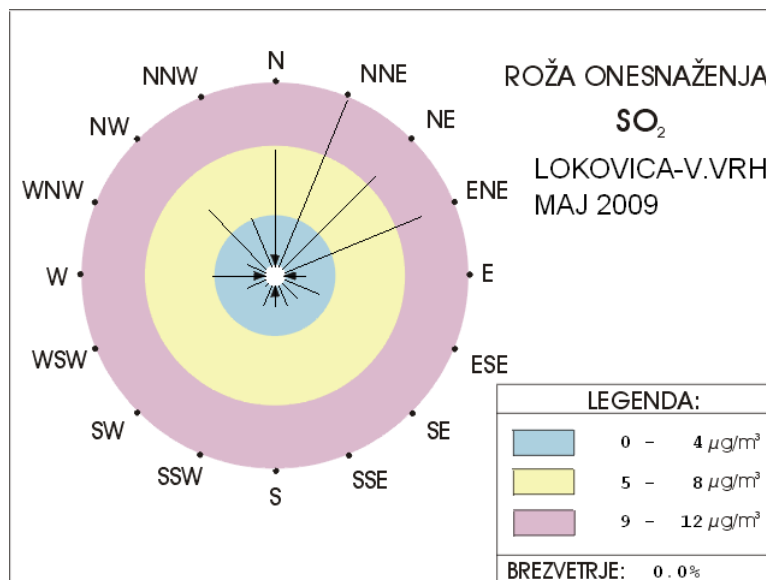 ROŽA ONESNAŽENJA
SO₂
LOKOVICA-V.VRH
MAJ 2009
N
NNE
NE
ENE
E
ESE
SE
SSE
S
SSW
SW
WSW
W
WNW
NW
NNW
LEGENDA:
0 - 4 µg/m³
5 - 8 µg/m³
9 - 12 µg/m³
BREZVETRJE: 0.0%